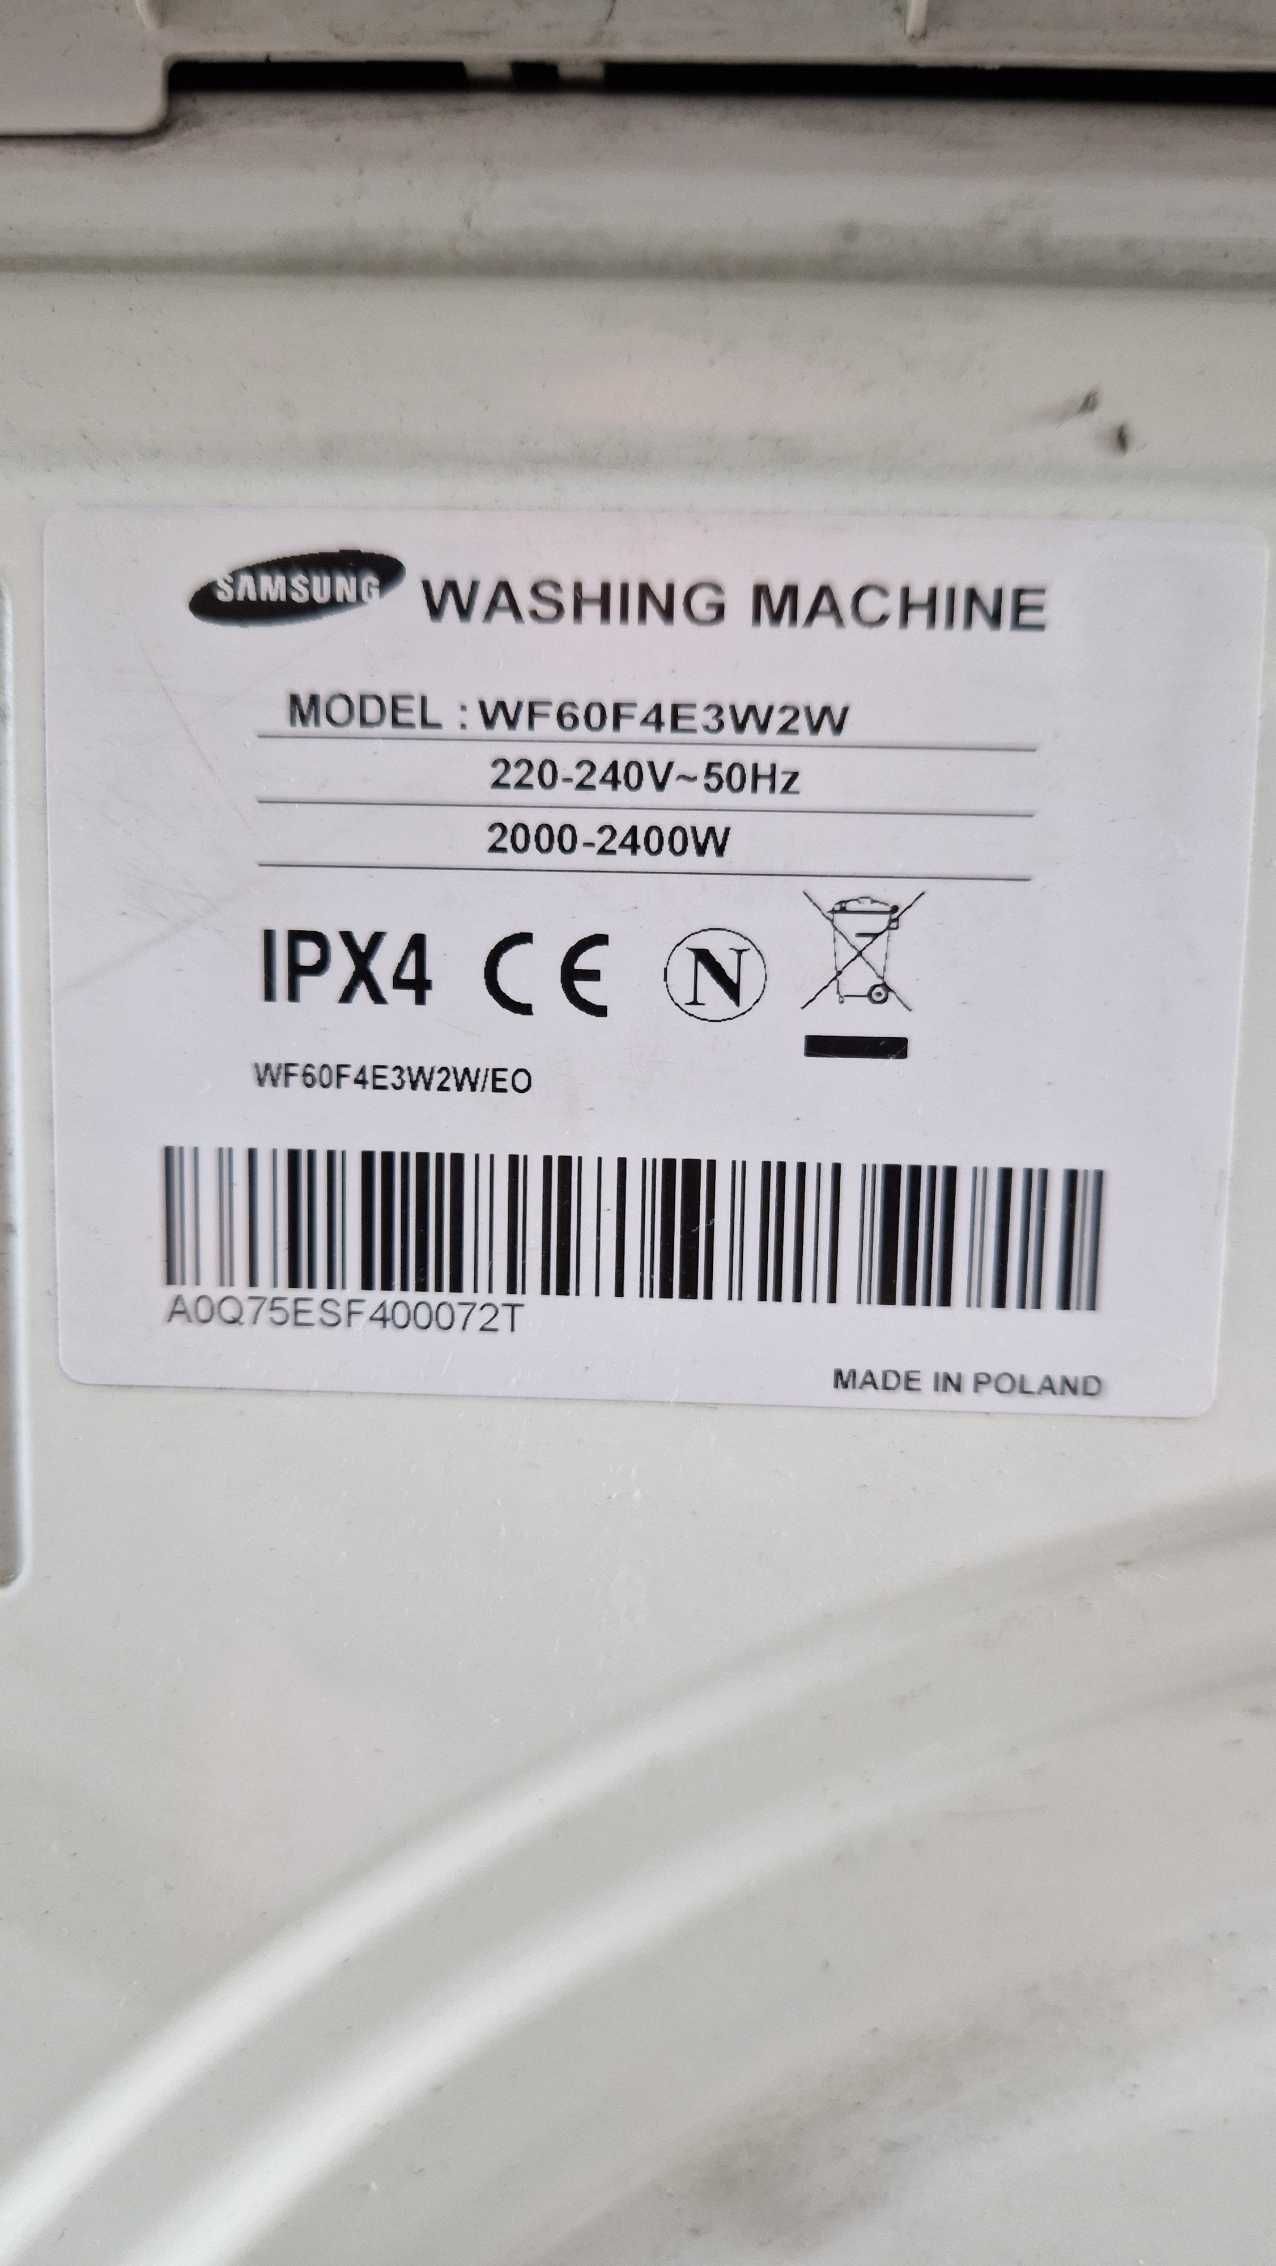 SAMSUNG WASHING MACHINE
MODEL : WF60F4E3W2W
220-240V~50Hz
2000-2400W
IPX4 CE N
WF60F4E3W2W/EO
A0Q75ESF400072T
MADE IN POLAND